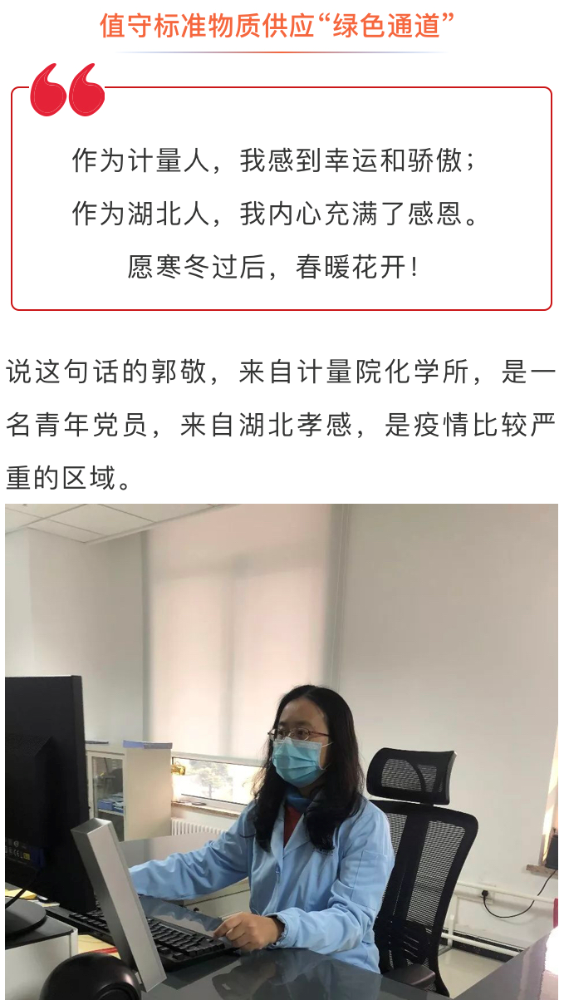 值守标准物质供应“绿色通道”
作为计量人，我感到幸运和骄傲；
作为湖北人，我内心充满了感恩。
愿寒冬过后，春暖花开！
说这句话的郭敬，来自计量院化学所，是一
名青年党员，来自湖北孝感，是疫情比较严
重的区域。